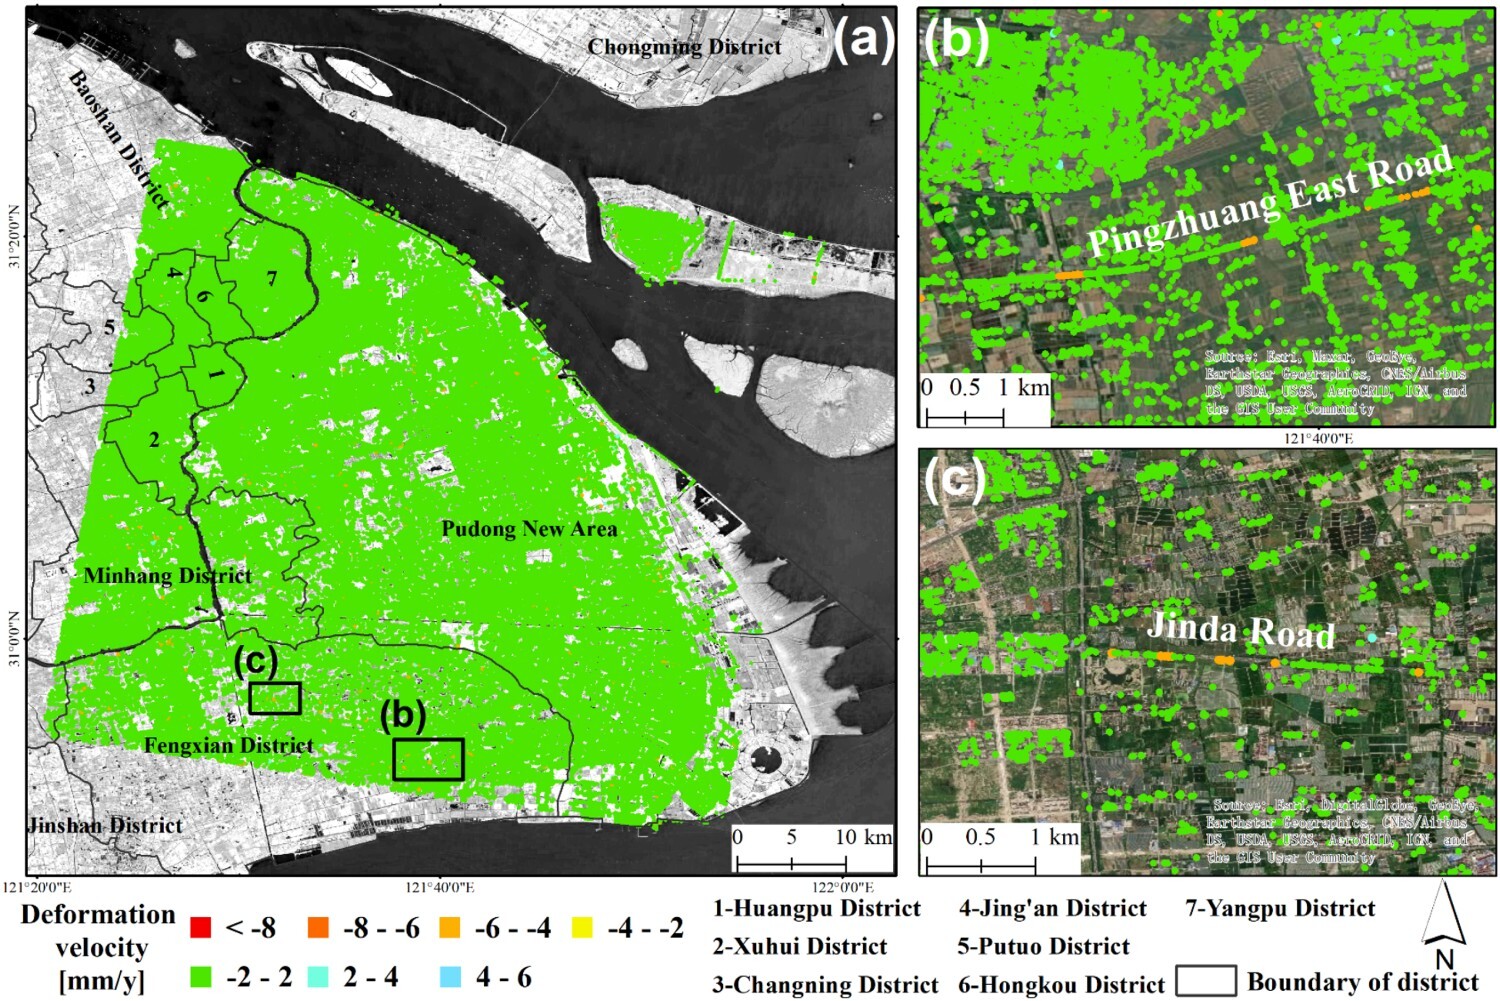 (a)
Chongming District
Baoshan District
4
7
6
5
1
3
2
Pudong New Area
Minhang District
(c)
(b)
Fengxian District
Jinshan District
31°20'0"N
31°0'0"N
0 5 10 km
121°20'0"E
121°40'0"E
122°0'0"E
(b)
Pingzhuang East Road
Source: Esri, Maxar, GeoEye,
Earthstar Geographics, CNES/Airbus
DS, USDA, USGS, AeroGRID, IGN, and
the GIS User Community
0 0.5 1 km
121°40'0"E
(c)
Jinda Road
Source: Esri, DigitalGlobe, GeoEye,
Earthstar Geographics, CNES/Airbus
DS, USDA, USGS, AeroGRID, IGN, and
the GIS User Community
0 0.5 1 km
Deformation
velocity
[mm/y]
< -8
-8 - -6
-6 - -4
-4 - -2
-2 - 2
2 - 4
4 - 6
1-Huangpu District
2-Xuhui District
3-Changning District
4-Jing'an District
5-Putuo District
6-Hongkou District
7-Yangpu District
Boundary of district
N